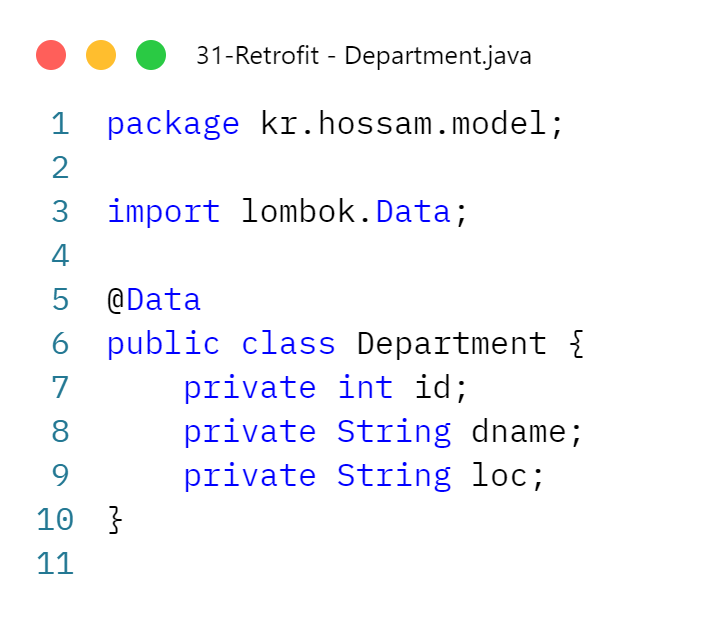 31-Retrofit - Department.java
1 package kr.hossam.model;
2
3 import lombok.Data;
4
5 @Data
6 public class Department {
7     private int id;
8     private String dname;
9     private String loc;
10 }
11